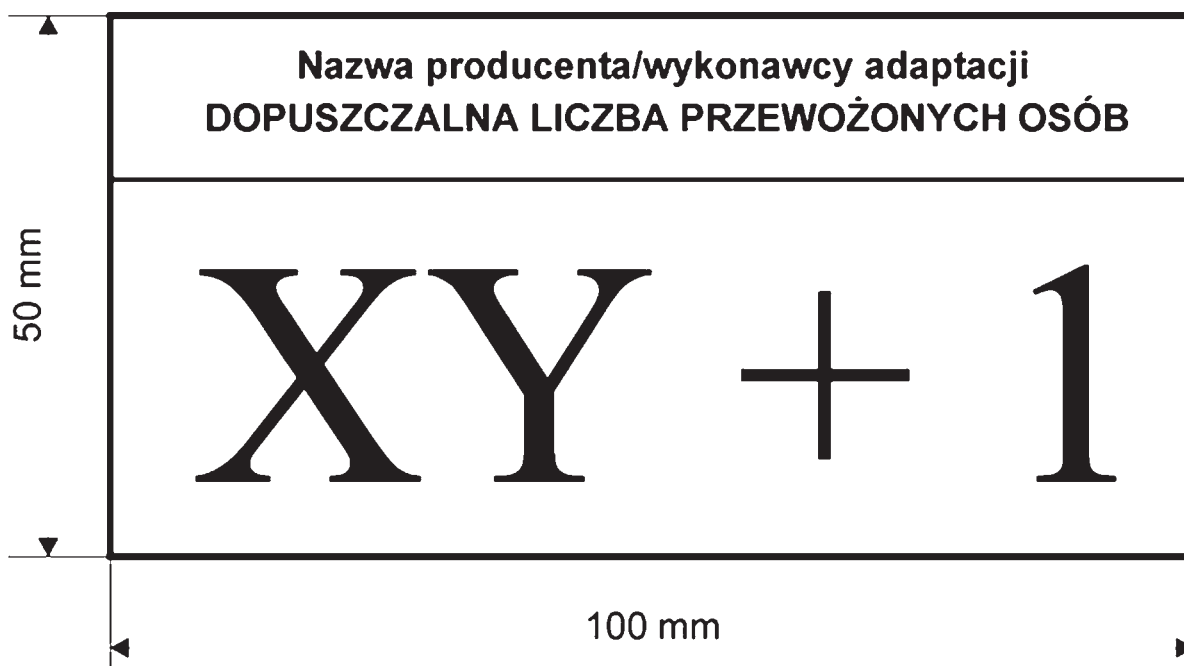 Nazwa producenta/wykonawcy adaptacji
DOPUSZCZALNA LICZBA PRZEWOŻONYCH OSÓB
50 mm
XY + 1
100 mm